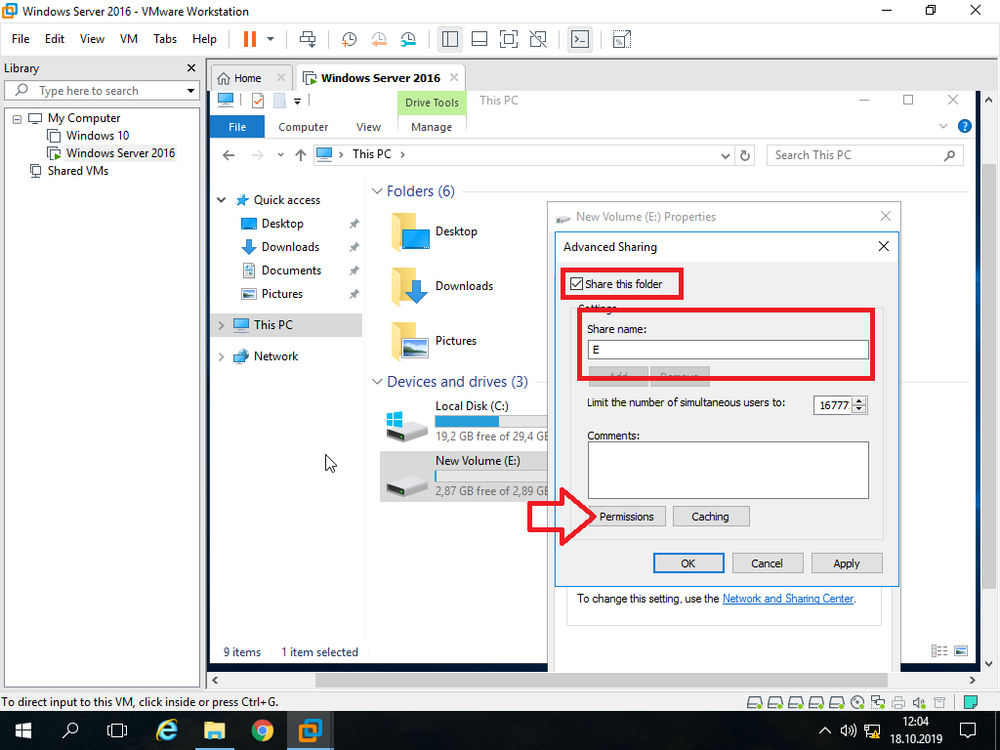 Windows Server 2016 - VMware Workstation
File Edit View VM Tabs Help
Library
Type here to search
My Computer
Windows 10
Windows Server 2016
Shared VMs
Home
Windows Server 2016
Drive Tools
This PC
File Computer View Manage
This PC
Search This PC
Quick access
Desktop
Downloads
Documents
Pictures
This PC
Network
Folders (6)
Desktop
Downloads
Pictures
Devices and drives (3)
Local Disk (C:)
19,2 GB free of 29,4 GB
New Volume (E:)
2,87 GB free of 2,89 GB
New Volume (E:) Properties
Advanced Sharing
Share this folder
Settings
Share name:
E
Add Remove
Limit the number of simultaneous users to:
16777
Comments:
Permissions Caching
OK Cancel Apply
To change this setting, use the Network and Sharing Center.
9 items 1 item selected
To direct input to this VM, click inside or press Ctrl+G.
12:04
18.10.2019